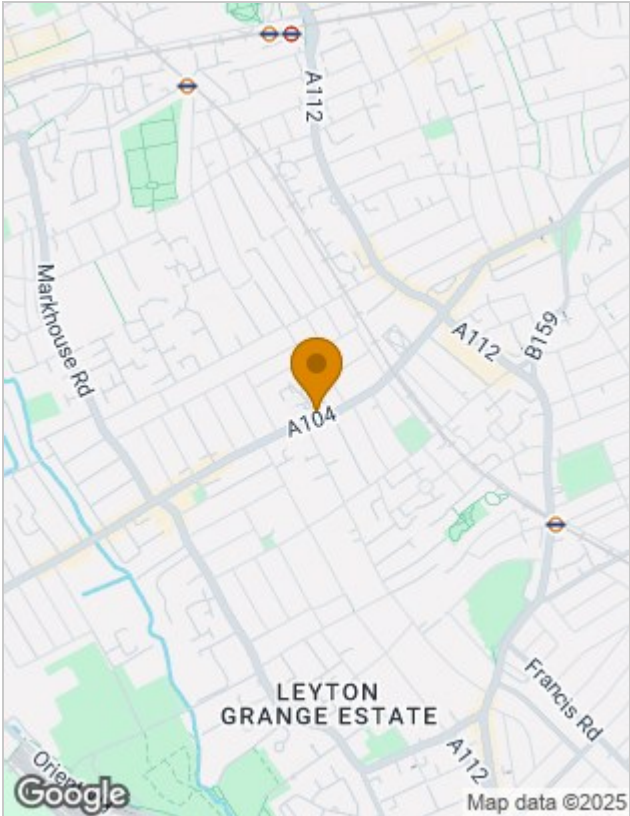 A112
Markhouse Rd
A112
B159
A104
LEYTON
GRANGE ESTATE
Francis Rd
A112
Google
Map data ©2025